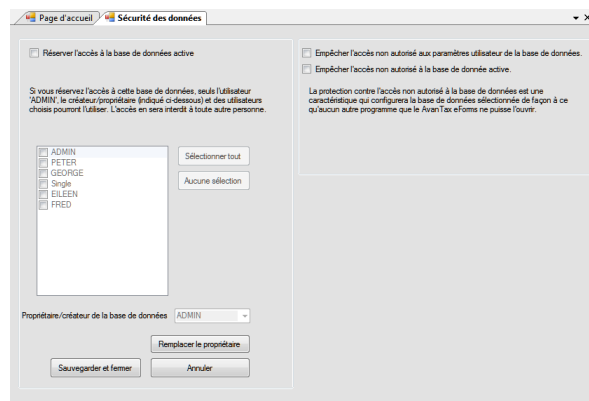 Page d'accueil
Sécurité des données
Réserver l'accès à la base de données active
Si vous réservez l'accès à cette base de données, seuls l'utilisateur
'ADMIN', le créateur/propriétaire (indiqué ci-dessous) et des utilisateurs
choisis pourront l'utiliser. L'accès en sera interdit à toute autre personne.
ADMIN
PETER
GEORGE
Single
EILEEN
FRED
Sélectionner tout
Aucune sélection
Propriétaire/créateur de la base de données
ADMIN
Remplacer le propriétaire
Sauvegarder et fermer
Annuler
Empêcher l'accès non autorisé aux paramètres utilisateur de la base de données.
Empêcher l'accès non autorisé à la base de donnée active.
La protection contre l'accès non autorisé à la base de données est une
caractéristique qui configurera la base de données sélectionnée de façon à ce
qu'aucun autre programme que le AvanTax eForms ne puisse l'ouvrir.